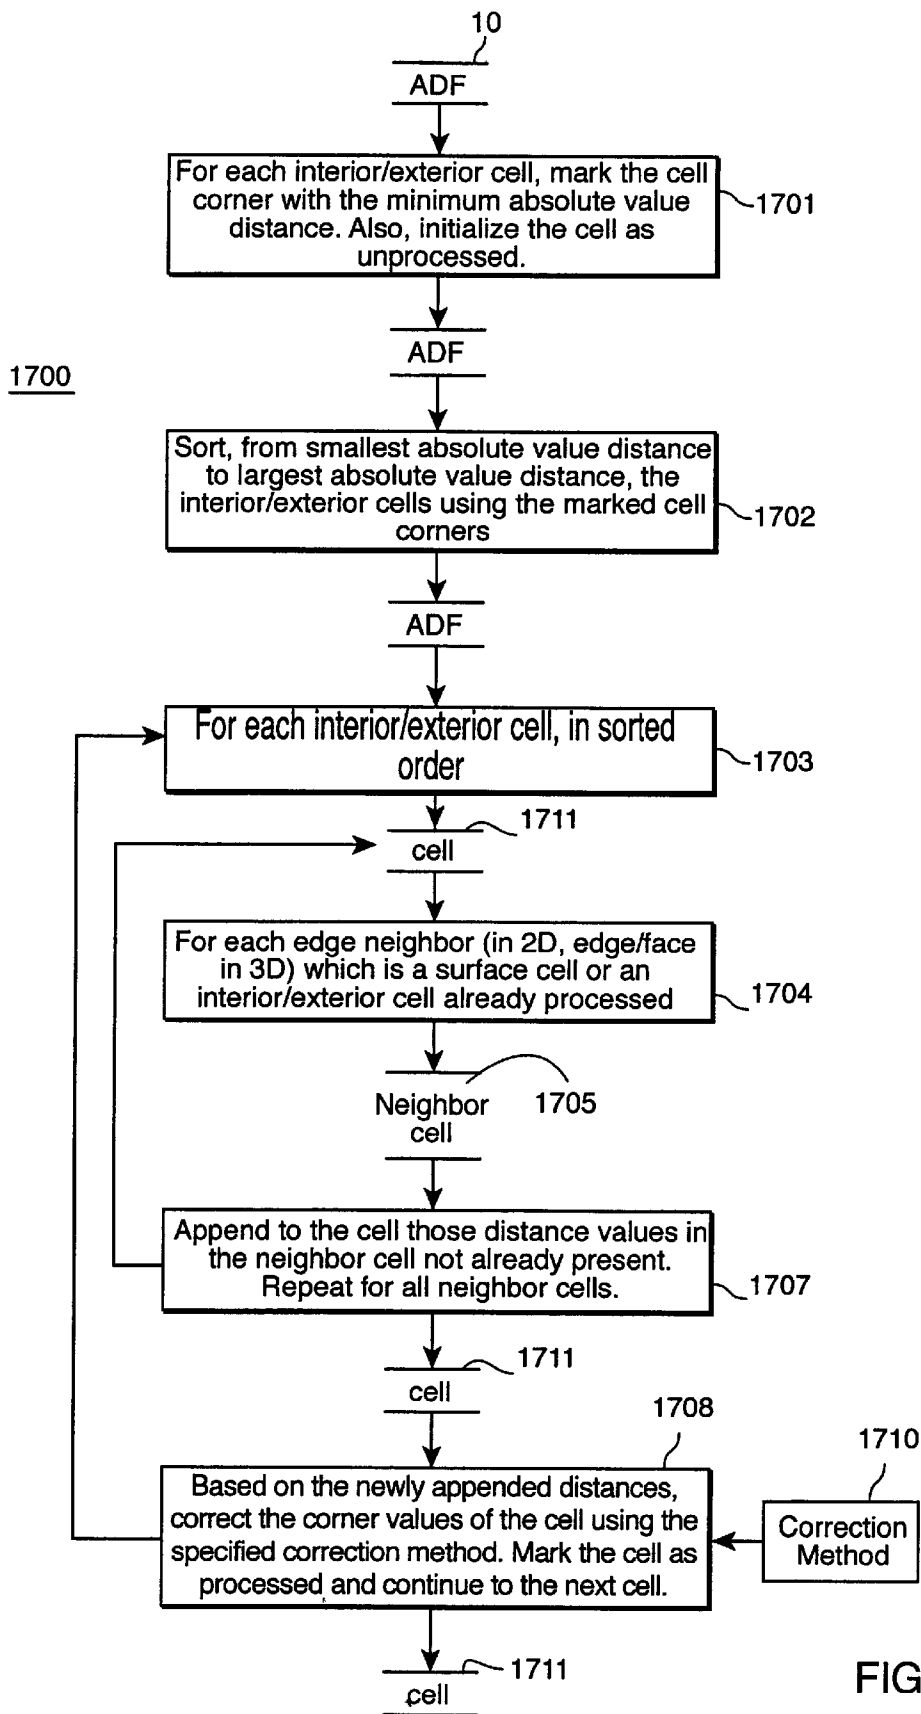 10
ADF
For each interior/exterior cell, mark the cell
corner with the minimum absolute value
distance. Also, initialize the cell as
unprocessed.
1701
ADF
1700
Sort, from smallest absolute value distance
to largest absolute value distance, the
interior/exterior cells using the marked cell
corners
1702
ADF
For each interior/exterior cell, in sorted
order
1703
1711
cell
For each edge neighbor (in 2D, edge/face
in 3D) which is a surface cell or an
interior/exterior cell already processed
1704
1705
Neighbor
cell
Append to the cell those distance values in
the neighbor cell not already present.
Repeat for all neighbor cells.
1707
1711
cell
1708
1710
Based on the newly appended distances,
correct the corner values of the cell using the
specified correction method. Mark the cell as
processed and continue to the next cell.
Correction
Method
1711
cell
FIG